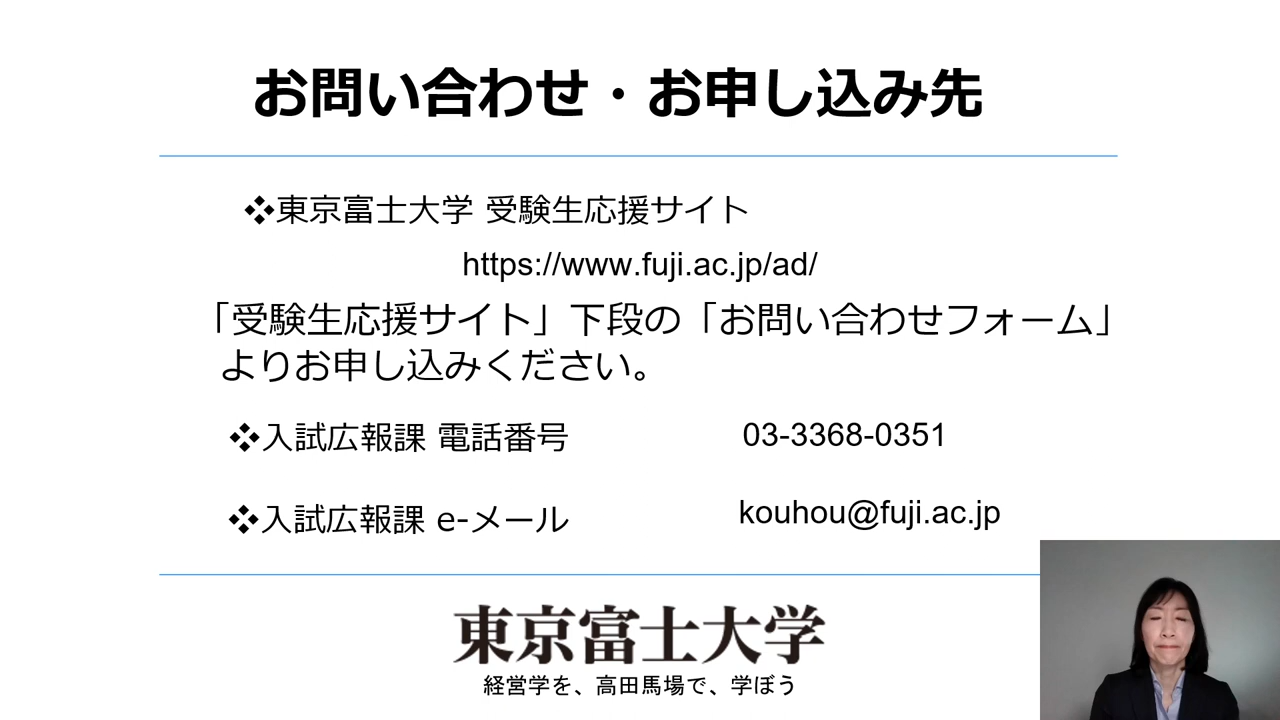 お問い合わせ・お申し込み先
❖東京富士大学 受験生応援サイト
https://www.fuji.ac.jp/ad/
「受験生応援サイト」下段の「お問い合わせフォーム」
よりお申し込みください。
❖入試広報課 電話番号 03-3368-0351
❖入試広報課 e-メール kouhou@fuji.ac.jp
東京富士大学
経営学を、高田馬場で、学ぼう